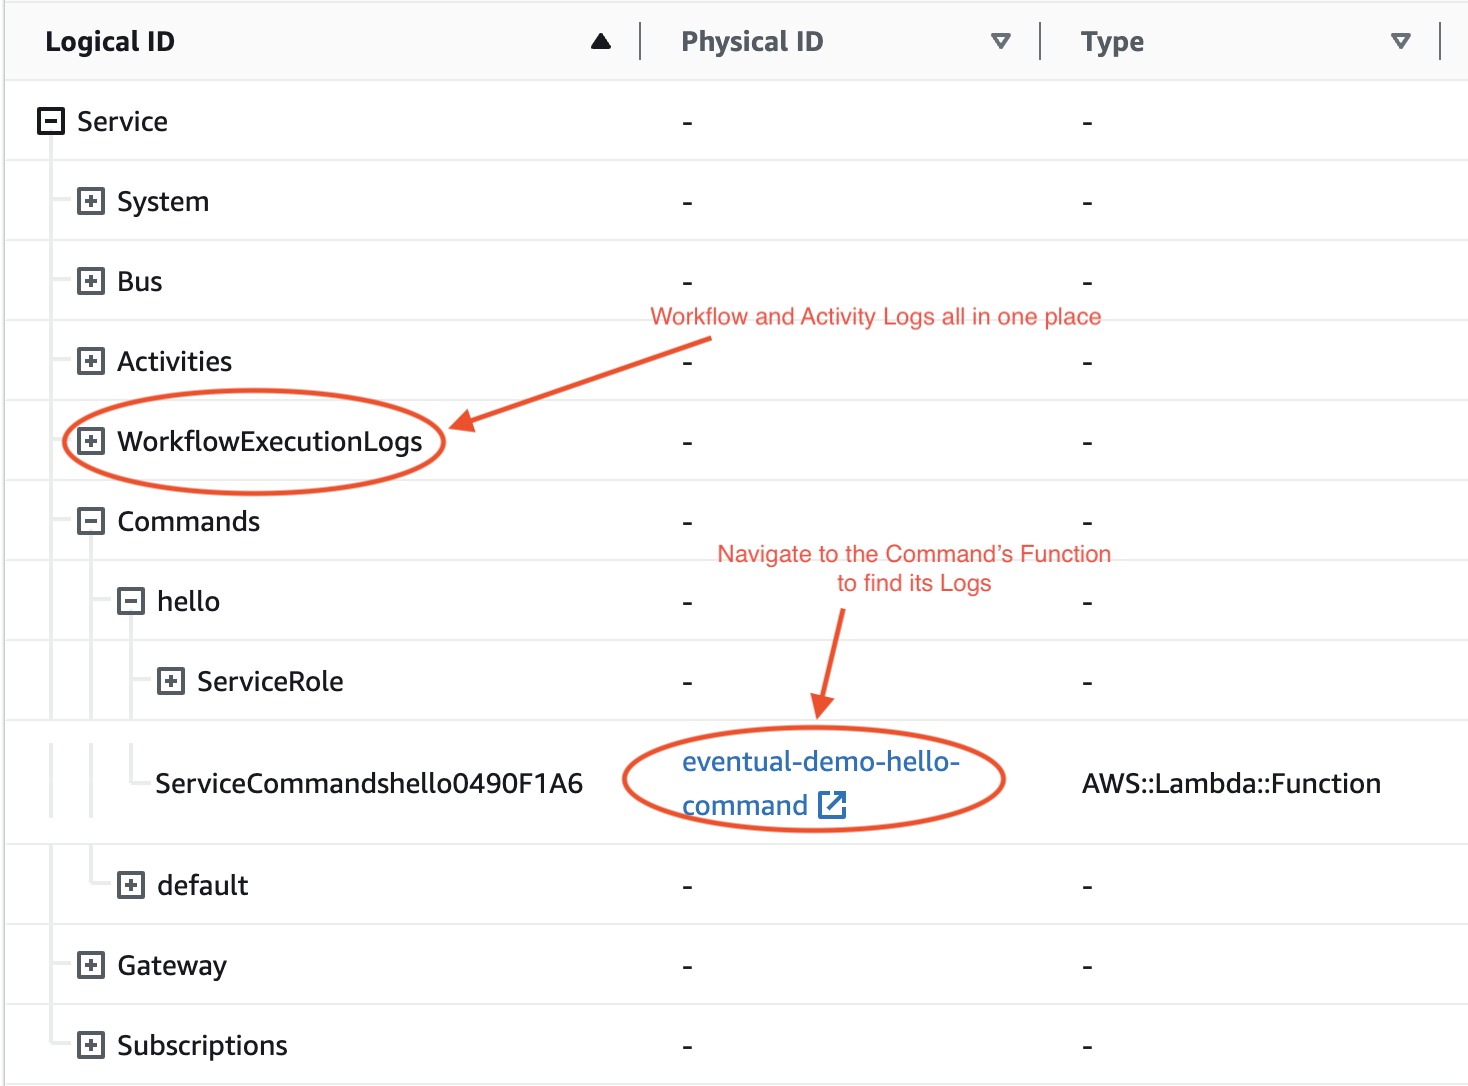 Logical ID Physical ID Type
Service - -
System - -
Bus - -
Workflow and Activity Logs all in one place
Activities - -
WorkflowExecutionLogs - -
Commands - -
Navigate to the Command's Function
to find its Logs
hello - -
ServiceRole - -
eventual-demo-hello-
ServiceCommandshello0490F1A6 command AWS::Lambda::Function
default - -
Gateway - -
Subscriptions - -